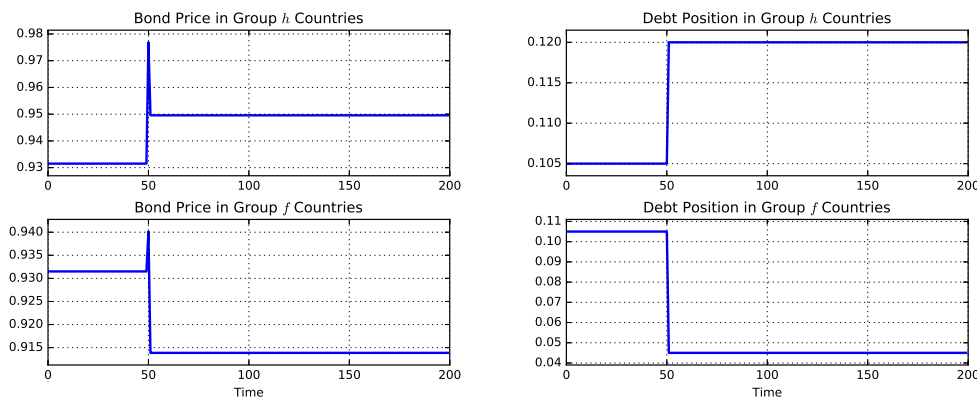 Bond Price in Group h Countries
0.98
0.97
0.96
0.95
0.94
0.93
0 50 100 150 200
Debt Position in Group h Countries
0.120
0.115
0.110
0.105
0 50 100 150 200
Bond Price in Group f Countries
0.940
0.935
0.930
0.925
0.920
0.915
0 50 100 150 200
Time
Debt Position in Group f Countries
0.11
0.10
0.09
0.08
0.07
0.06
0.05
0.04
0 50 100 150 200
Time